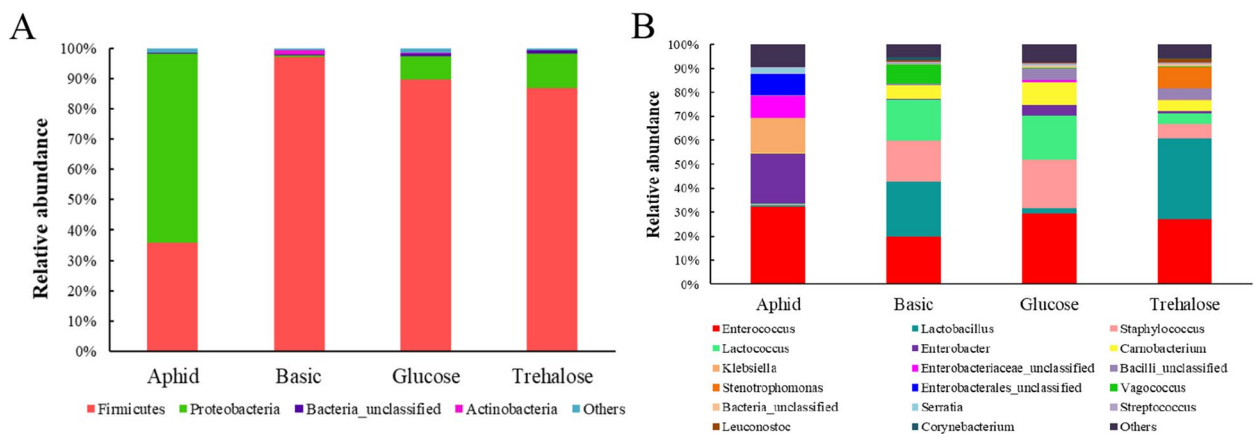 A
B
Relative abundance
100%
90%
80%
70%
60%
50%
40%
30%
20%
10%
0%
Aphid Basic Glucose Trehalose
Firmicutes Proteobacteria Bacteria_unclassified Actinobacteria Others
Relative abundance
100%
90%
80%
70%
60%
50%
40%
30%
20%
10%
0%
Aphid Basic Glucose Trehalose
Enterococcus Lactobacillus Staphylococcus
Lactococcus Enterobacter Carnobacterium
Klebsiella Enterobacteriaceae_unclassified Bacilli_unclassified
Stenotrophomonas Enterobacterales_unclassified Vagococcus
Bacteria_unclassified Serratia Streptococcus
Leuconostoc Corynebacterium Others